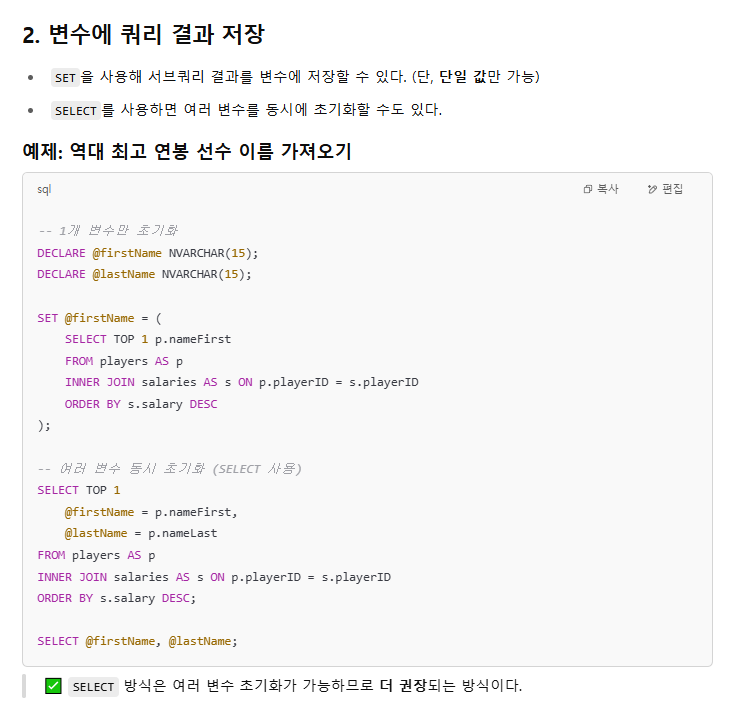 2. 변수에 쿼리 결과 저장
• SET을 사용해 서브쿼리 결과를 변수에 저장할 수 있다. (단, 단일 값만 가능)
• SELECT를 사용하면 여러 변수를 동시에 초기화할 수도 있다.
예제: 역대 최고 연봉 선수 이름 가져오기
sql 복사 편집
-- 1개 변수만 초기화
DECLARE @firstName NVARCHAR(15);
DECLARE @lastName NVARCHAR(15);
SET @firstName = (
SELECT TOP 1 p.nameFirst
FROM players AS p
INNER JOIN salaries AS s ON p.playerID = s.playerID
ORDER BY s.salary DESC
);
-- 여러 변수 동시 초기화 (SELECT 사용)
SELECT TOP 1
@firstName = p.nameFirst,
@lastName = p.nameLast
FROM players AS p
INNER JOIN salaries AS s ON p.playerID = s.playerID
ORDER BY s.salary DESC;
SELECT @firstName, @lastName;
✅ SELECT 방식은 여러 변수 초기화가 가능하므로 더 권장되는 방식이다.